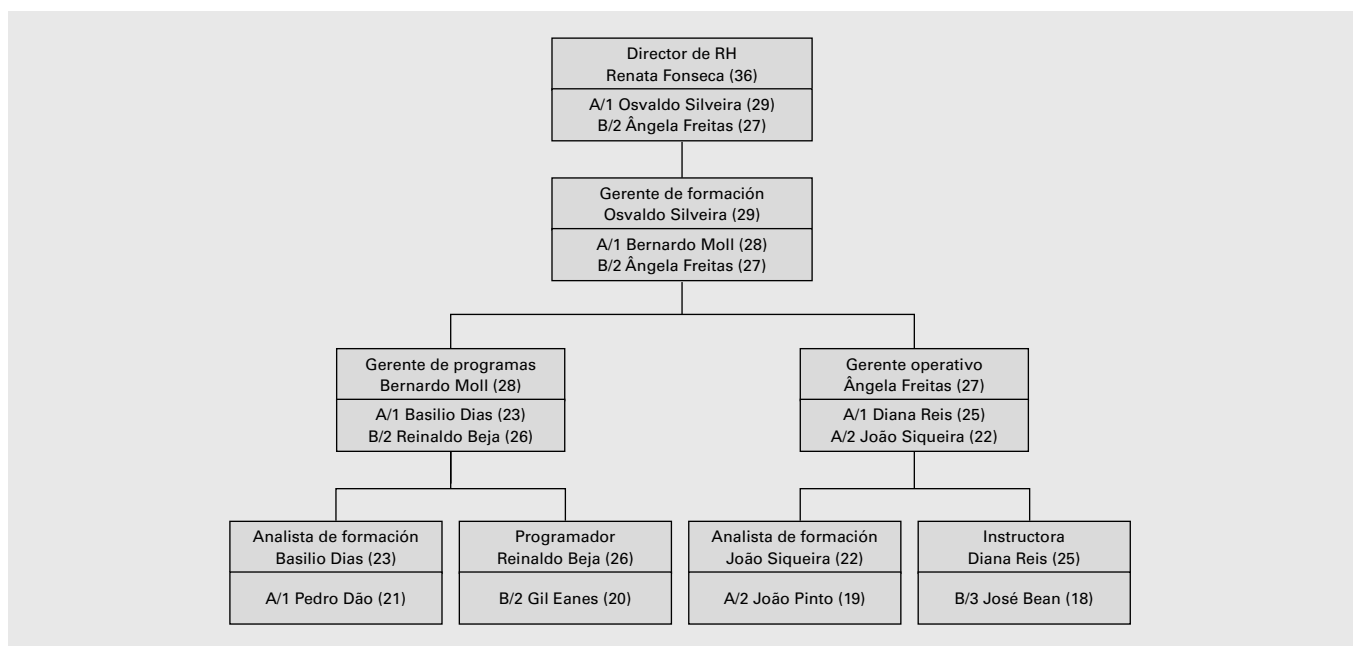 Director de RH
Renata Fonseca (36)
A/1 Osvaldo Silveira (29)
B/2 Ângela Freitas (27)
Gerente de formación
Osvaldo Silveira (29)
A/1 Bernardo Moll (28)
B/2 Ângela Freitas (27)
Gerente de programas
Bernardo Moll (28)
A/1 Basilio Dias (23)
B/2 Reinaldo Beja (26)
Gerente operativo
Ângela Freitas (27)
A/1 Diana Reis (25)
A/2 João Siqueira (22)
Analista de formación
Basilio Dias (23)
A/1 Pedro Dão (21)
Programador
Reinaldo Beja (26)
B/2 Gil Eanes (20)
Analista de formación
João Siqueira (22)
A/2 João Pinto (19)
Instructora
Diana Reis (25)
B/3 José Bean (18)